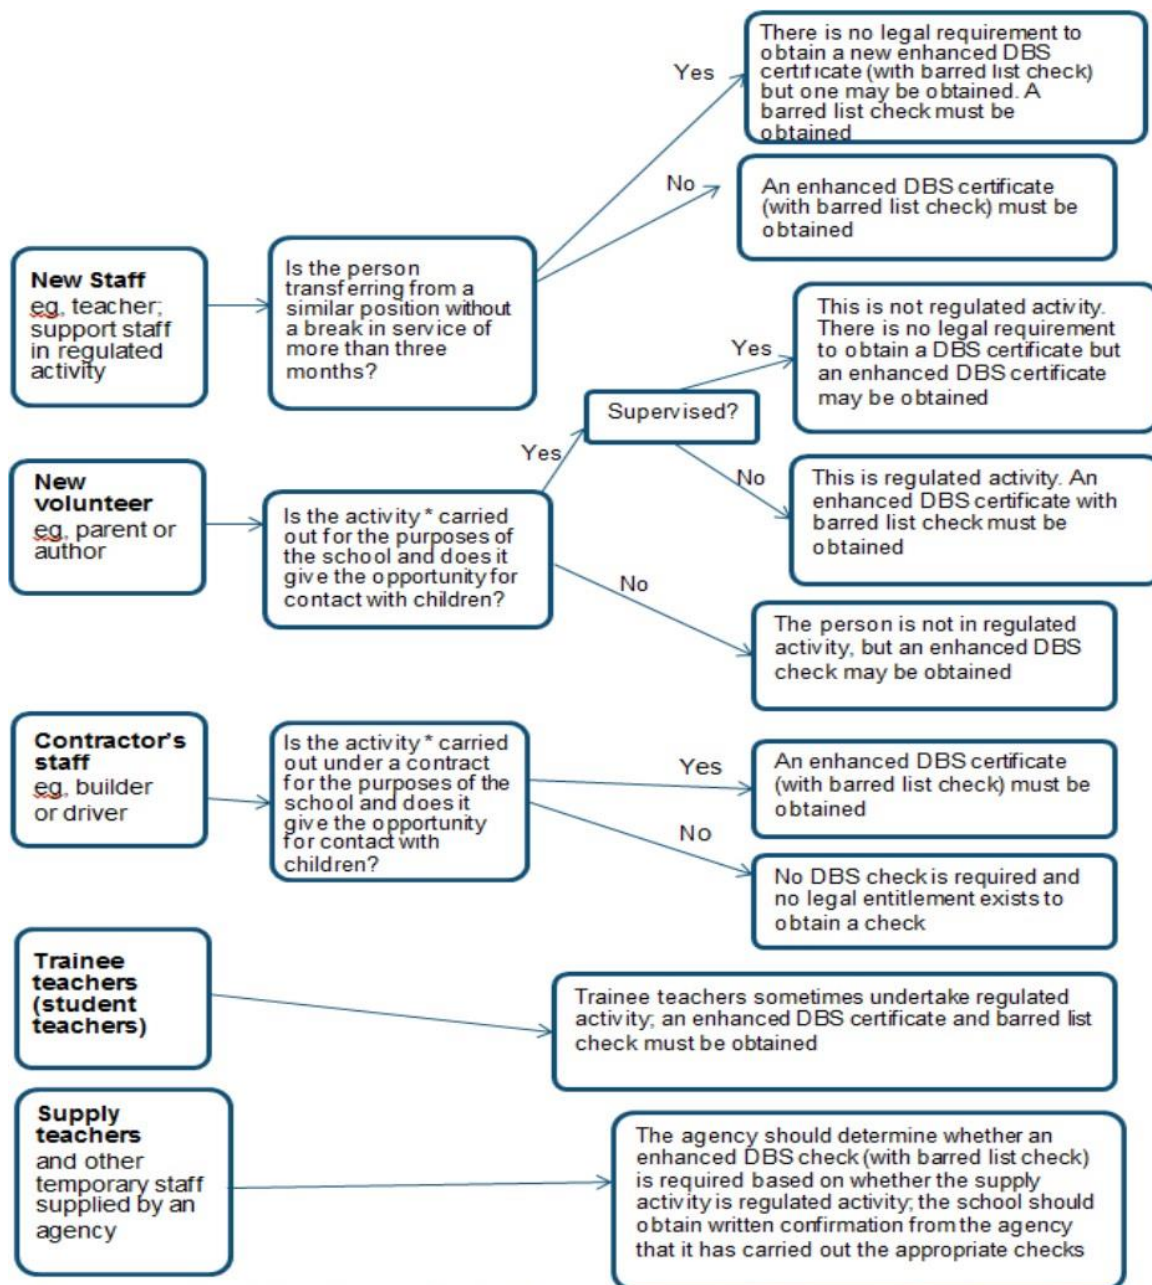 There is no legal requirement to
obtain a new enhanced DBS
certificate (with barred list check)
but one may be obtained. A
barred list check must be
obtained
Yes
No
An enhanced DBS certificate
(with barred list check) must be
obtained
New Staff
eg, teacher;
support staff
in regulated
activity
Is the person
transferring from a
similar position without
a break in service of
more than three
months?
This is not regulated activity.
There is no legal requirement
to obtain a DBS certificate but
an enhanced DBS certificate
may be obtained
Yes
Supervised?
Yes
No
This is regulated activity. An
enhanced DBS certificate with
barred list check must be
obtained
New
volunteer
eg, parent or
author
Is the activity * carried
out for the purposes of
the school and does it
give the opportunity for
contact with children?
No
The person is not in regulated
activity, but an enhanced DBS
check may be obtained
Contractor's
staff
eg, builder
or driver
Is the activity * carried
out under a contract
for the purposes of the
school and does it
give the opportunity
for contact with
children?
Yes
An enhanced DBS certificate
(with barred list check) must be
obtained
No
No DBS check is required and
no legal entitlement exists to
obtain a check
Trainee
teachers
(student
teachers)
Trainee teachers sometimes undertake regulated
activity; an enhanced DBS certificate and barred list
check must be obtained
Supply
teachers
and other
temporary staff
supplied by an
agency
The agency should determine whether an
enhanced DBS check (with barred list check)
is required based on whether the supply
activity is regulated activity; the school should
obtain written confirmation from the agency
that it has carried out the appropriate checks